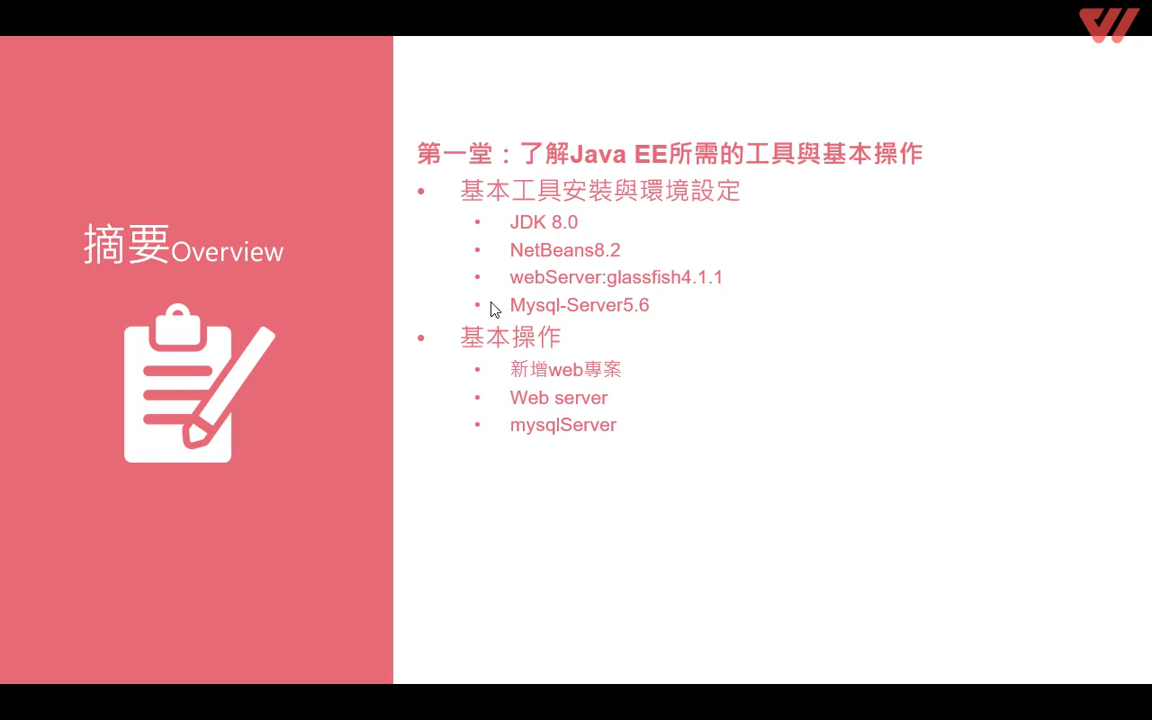 摘要Overview
第一堂：了解Java EE所需的工具與基本操作
• 基本工具安裝與環境設定
• JDK 8.0
• NetBeans8.2
• webServer:glassfish4.1.1
• Mysql-Server5.6
• 基本操作
• 新增web專案
• Web server
• mysqlServer